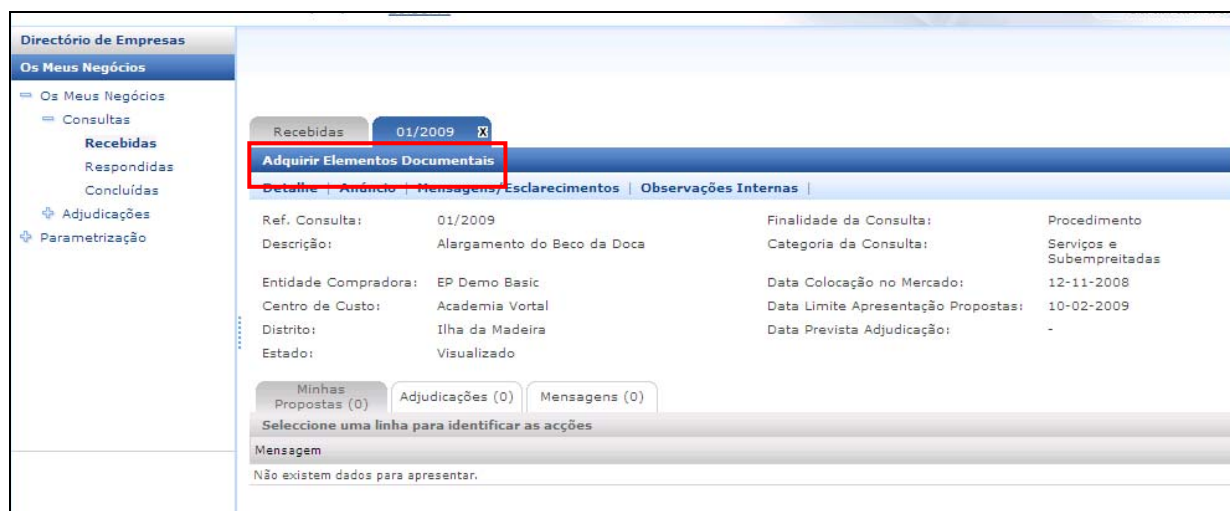 Directório de Empresas
Os Meus Negócios
Os Meus Negócios
Consultas
Recebidas
Respondidas
Concluídas
Adjudicações
Parametrização
Recebidas 01/2009 X
Adquirir Elementos Documentais
Detalhe | Anúncio | Mensagens/Esclarecimentos | Observações Internas |
Ref. Consulta: 01/2009 Finalidade da Consulta: Procedimento
Descrição: Alargamento do Beco da Doca Categoria da Consulta: Serviços e
Subempreitadas
Entidade Compradora: EP Demo Basic Data Colocação no Mercado: 12-11-2008
Centro de Custo: Academia Vortal Data Limite Apresentação Propostas: 10-02-2009
Distrito: Ilha da Madeira Data Prevista Adjudicação: -
Estado: Visualizado
Minhas
Propostas (0) Adjudicações (0) Mensagens (0)
Seleccione uma linha para identificar as acções
Mensagem
Não existem dados para apresentar.